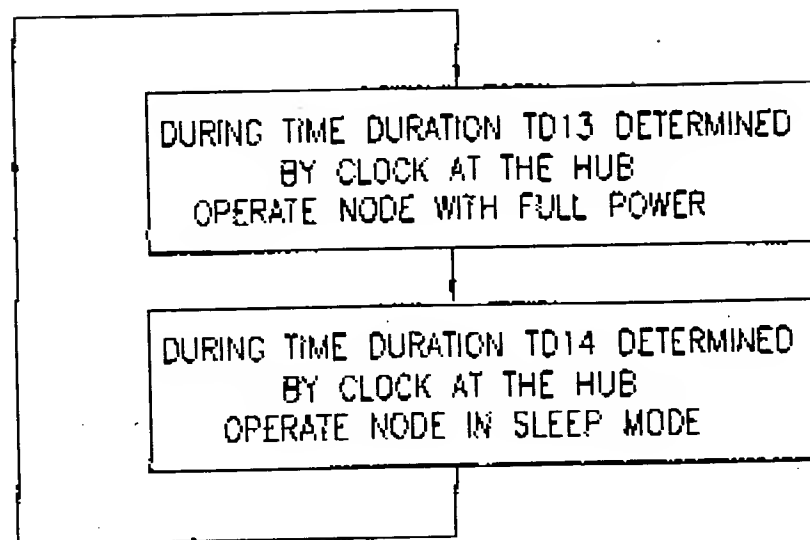 DURING TIME DURATION TD13 DETERMINED
BY CLOCK AT THE HUB
OPERATE NODE WITH FULL POWER
DURING TIME DURATION TD14 DETERMINED
BY CLOCK AT THE HUB
OPERATE NODE IN SLEEP MODE